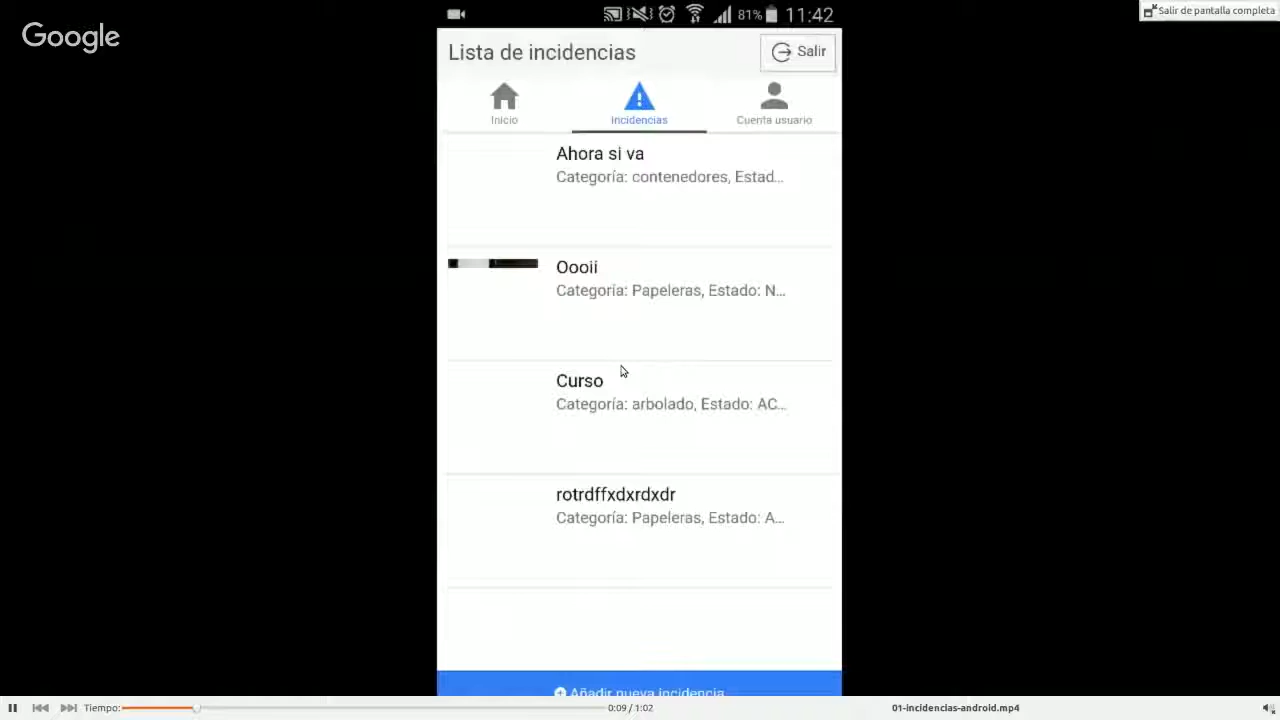 Google
81% 11:42
Salir de pantalla completa
Lista de incidencias
Salir
Inicio
Incidencias
Cuenta usuario
Ahora si va
Categoría: contenedores, Estad...
Oooii
Categoría: Papeleras, Estado: N...
Curso
Categoría: arbolado, Estado: AC...
rotrdffxdxrdxdr
Categoría: Papeleras, Estado: A...
Añadir nueva incidencia
Tiempo:
0:09 / 1:02
01-incidencias-android.mp4